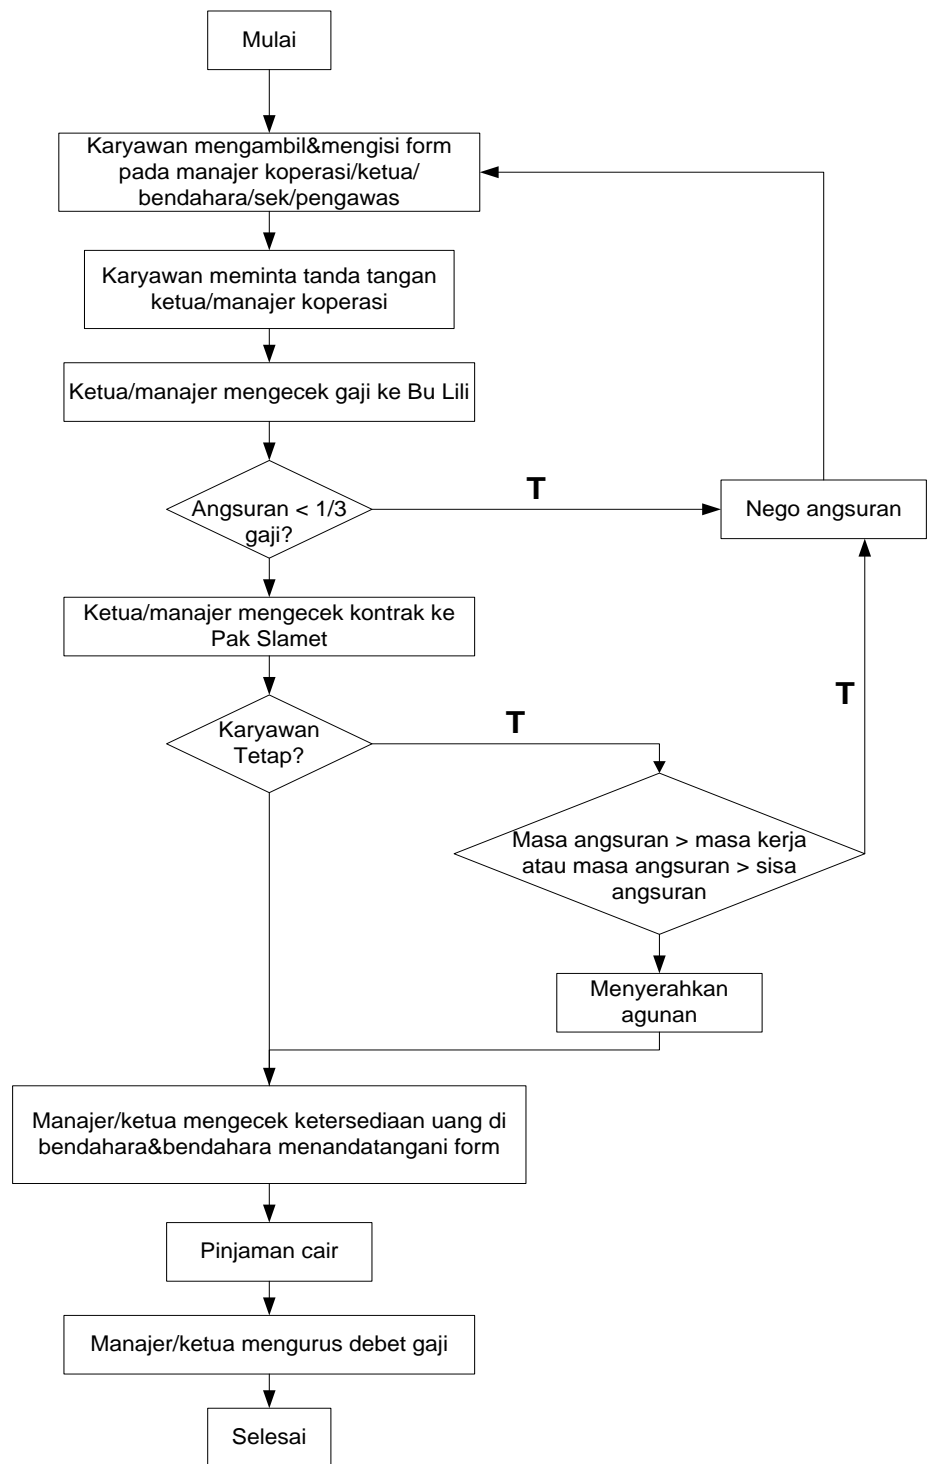 Mulai
Karyawan mengambil&mengisi form
pada manajer koperasi/ketua/
bendahara/sek/pengawas
Karyawan meminta tanda tangan
ketua/manajer koperasi
Ketua/manajer mengecek gaji ke Bu Lili
Angsuran < 1/3
gaji?
T
Nego angsuran
Ketua/manajer mengecek kontrak ke
Pak Slamet
T
Karyawan
Tetap?
T
Masa angsuran > masa kerja
atau masa angsuran > sisa
angsuran
Menyerahkan
agunan
Manajer/ketua mengecek ketersediaan uang di
bendahara&bendahara menandatangani form
Pinjaman cair
Manajer/ketua mengurus debet gaji
Selesai